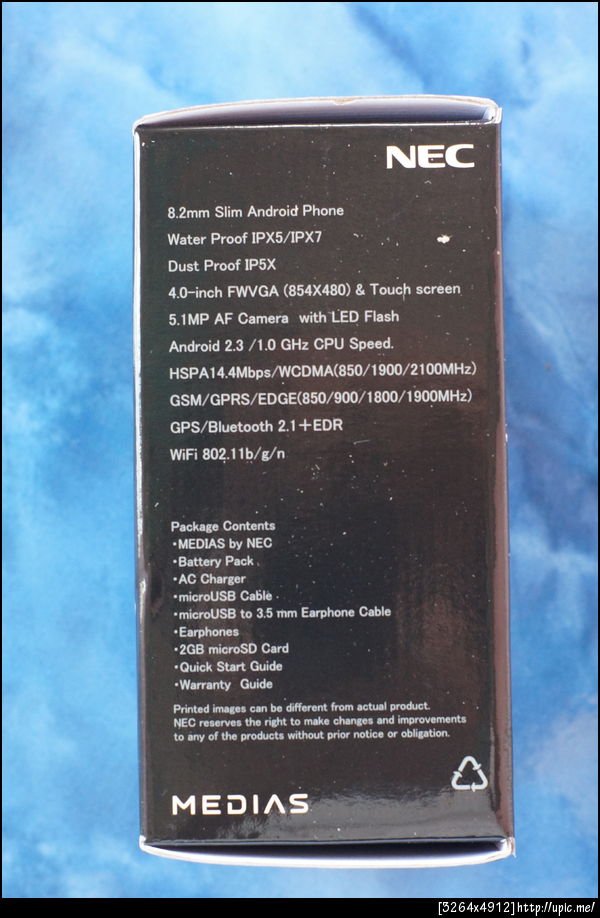 NEC
8.2mm Slim Android Phone
Water Proof IPX5/IPX7
Dust Proof IP5X
4.0-inch FWVGA (854X480) & Touch screen
5.1MP AF Camera with LED Flash
Android 2.3 /1.0 GHz CPU Speed.
HSPA14.4Mbps/WCDMA(850/1900/2100MHz)
GSM/GPRS/EDGE(850/900/1800/1900MHz)
GPS/Bluetooth 2.1+EDR
WiFi 802.11b/g/n
Package Contents
・MEDIAS by NEC
・Battery Pack
・AC Charger
・microUSB Cable
・microUSB to 3.5 mm Earphone Cable
・Earphones
・2GB microSD Card
・Quick Start Guide
・Warranty Guide
Printed images can be different from actual product.
NEC reserves the right to make changes and improvements
to any of the products without prior notice or obligation.
MEDIAS
[3264x4912]http://upic.me/